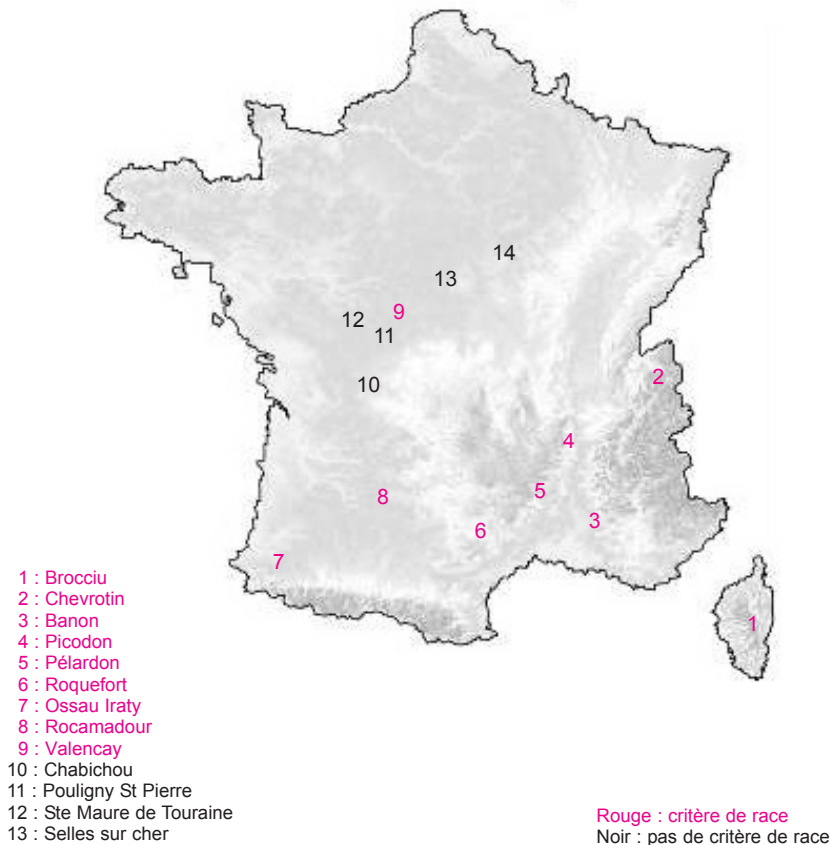 14
13
9
12
11
10
2
4
8
5
3
6
7
1
1 : Brocciu
2 : Chevrotin
3 : Banon
4 : Picodon
5 : Pélardon
6 : Roquefort
7 : Ossau Iraty
8 : Rocamadour
9 : Valencay
10 : Chabichou
11 : Pouligny St Pierre
12 : Ste Maure de Touraine
13 : Selles sur cher
Rouge : critère de race
Noir : pas de critère de race